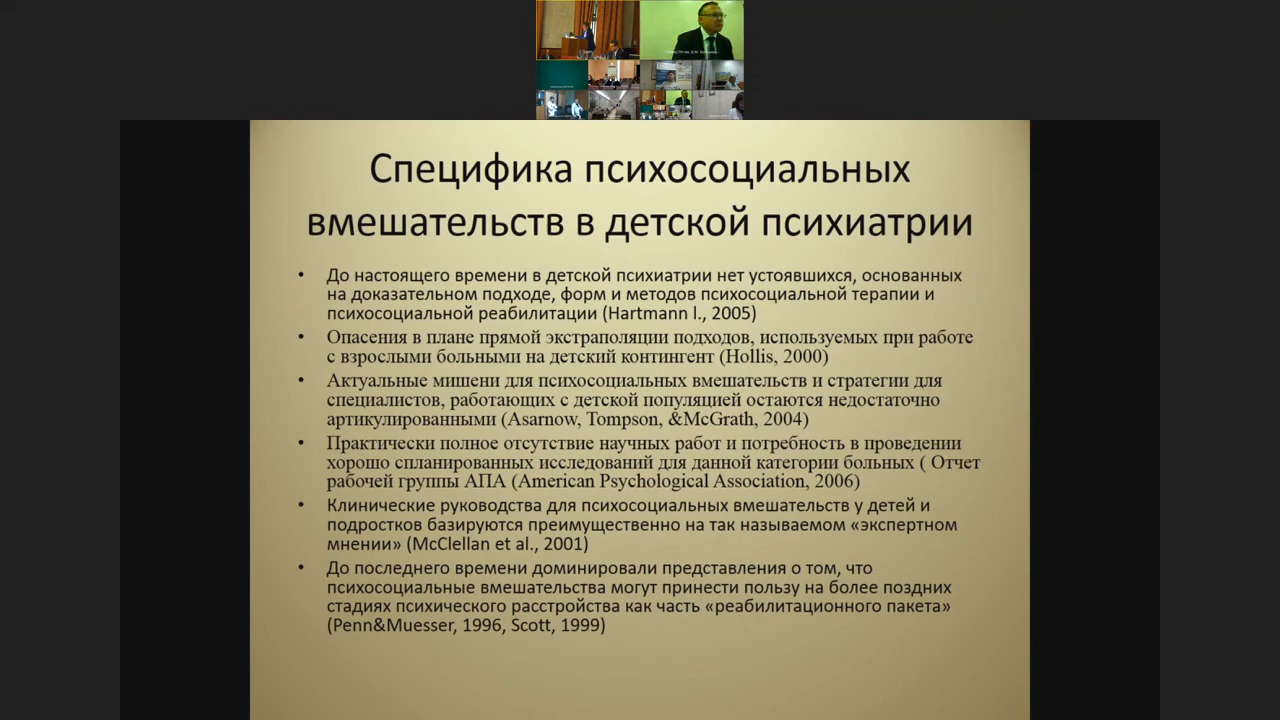 Специфика психосоциальных
вмешательств в детской психиатрии
• До настоящего времени в детской психиатрии нет устоявшихся, основанных
на доказательном подходе, форм и методов психосоциальной терапии и
психосоциальной реабилитации (Hartmann l., 2005)
• Опасения в плане прямой экстраполяции подходов, используемых при работе
с взрослыми больными на детский контингент (Hollis, 2000)
• Актуальные мишени для психосоциальных вмешательств и стратегии для
специалистов, работающих с детской популяцией остаются недостаточно
артикулированными (Asarnow, Tompson, &McGrath, 2004)
• Практически полное отсутствие научных работ и потребность в проведении
хорошо спланированных исследований для данной категории больных ( Отчет
рабочей группы АПА (American Psychological Association, 2006)
• Клинические руководства для психосоциальных вмешательств у детей и
подростков базируются преимущественно на так называемом «экспертном
мнении» (McClellan et al., 2001)
• До последнего времени доминировали представления о том, что
психосоциальные вмешательства могут принести пользу на более поздних
стадиях психического расстройства как часть «реабилитационного пакета»
(Penn&Muesser, 1996, Scott, 1999)